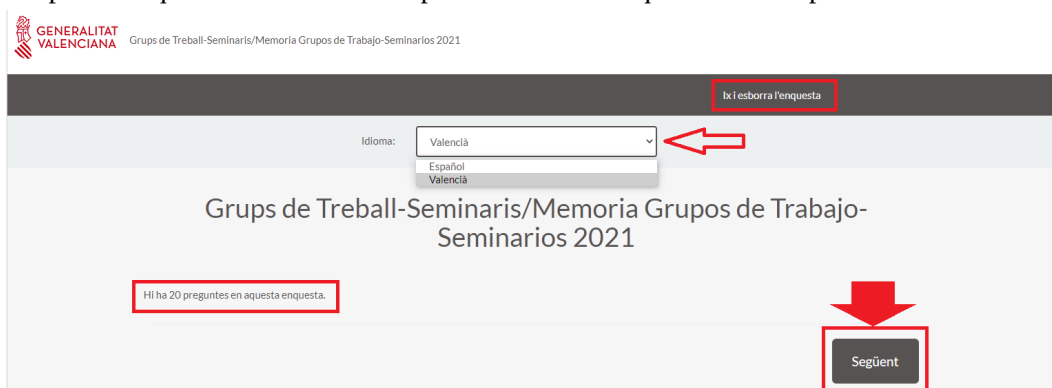 GENERALITAT
VALENCIANA
Grups de Treball-Seminaris/Memoria Grupos de Trabajo-Seminarios 2021
Ix i esborra l'enquesta
Idioma:
Valencià
Español
Valencià
Grups de Treball-Seminaris/Memoria Grupos de Trabajo-
Seminarios 2021
Hi ha 20 preguntes en aquesta enquesta.
Següent